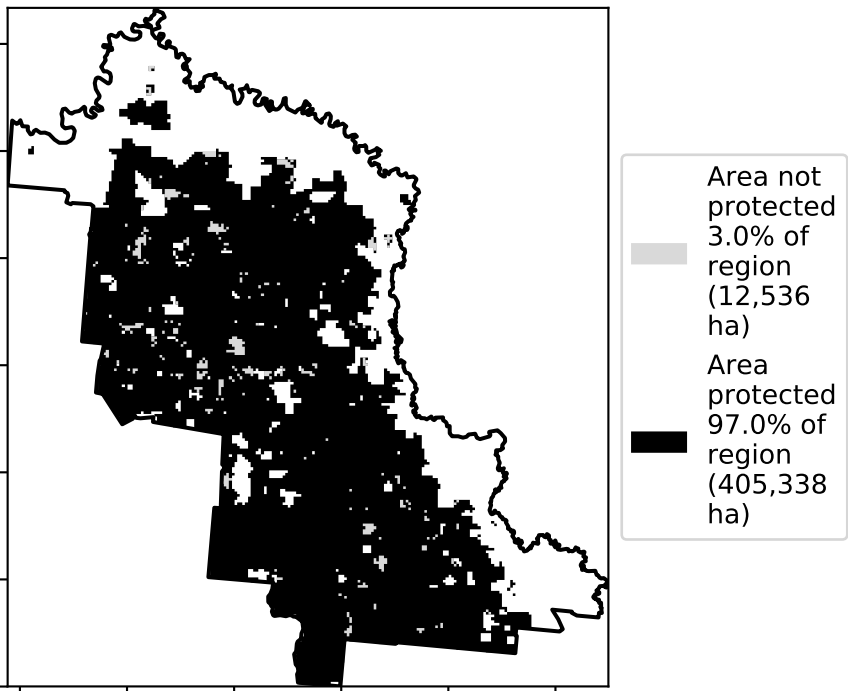 Area not
protected
3.0% of
region
(12,536
ha)
Area
protected
97.0% of
region
(405,338
ha)